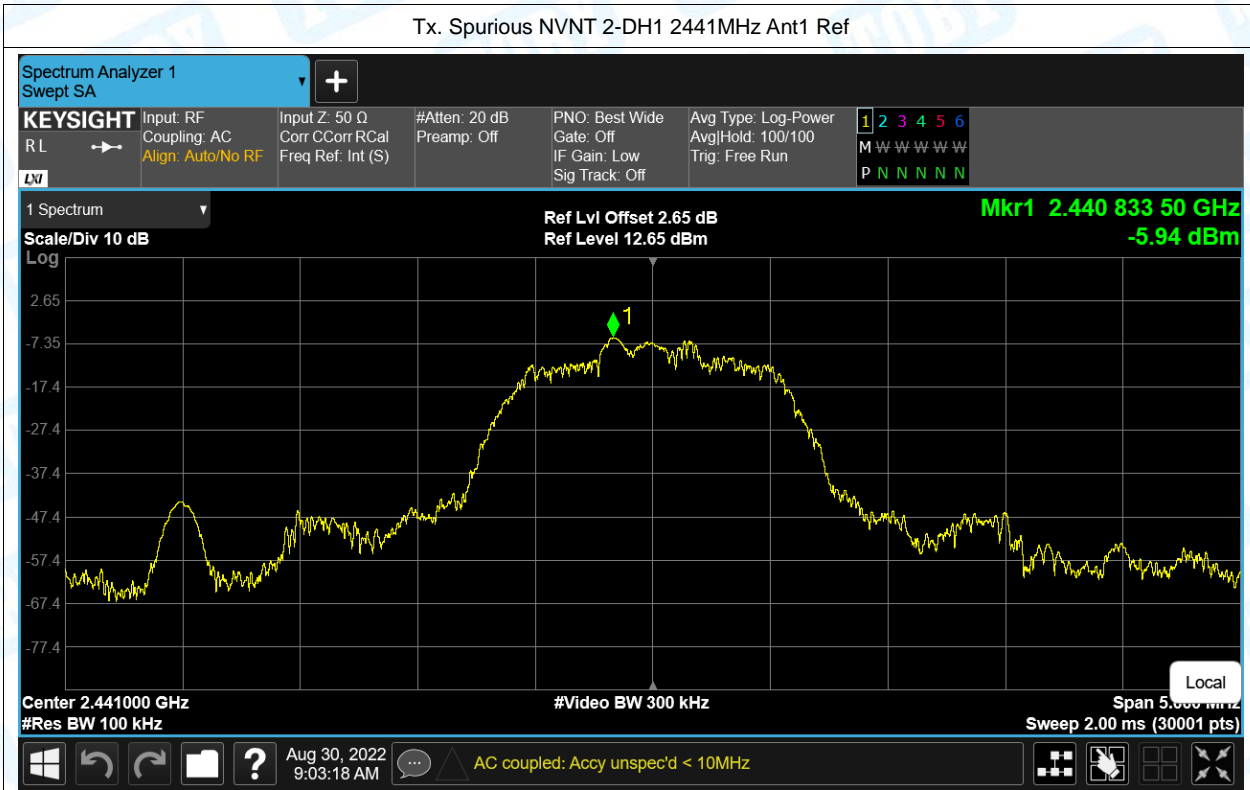 Tx. Spurious NVNT 2-DH1 2441MHz Ant1 Ref
Spectrum Analyzer 1
Swept SA
KEYSIGHT
RL
LXI
Input: RF
Coupling: AC
Align: Auto/No RF
Input Z: 50 Ω
Corr CCorr RCal
Freq Ref: Int (S)
#Atten: 20 dB
Preamp: Off
PNO: Best Wide
Gate: Off
IF Gain: Low
Sig Track: Off
Avg Type: Log-Power
Avg|Hold: 100/100
Trig: Free Run
1 2 3 4 5 6
M W W W W W
P N N N N N
1 Spectrum
Scale/Div 10 dB
Ref Lvl Offset 2.65 dB
Ref Level 12.65 dBm
Mkr1 2.440 833 50 GHz
-5.94 dBm
Log
2.65
-7.35
-17.4
-27.4
-37.4
-47.4
-57.4
-67.4
-77.4
1
Local
Center 2.441000 GHz
#Video BW 300 kHz
Span 5.000 MHz
#Res BW 100 kHz
Sweep 2.00 ms (30001 pts)
?
Aug 30, 2022
9:03:18 AM
AC coupled: Accy unspec'd < 10MHz